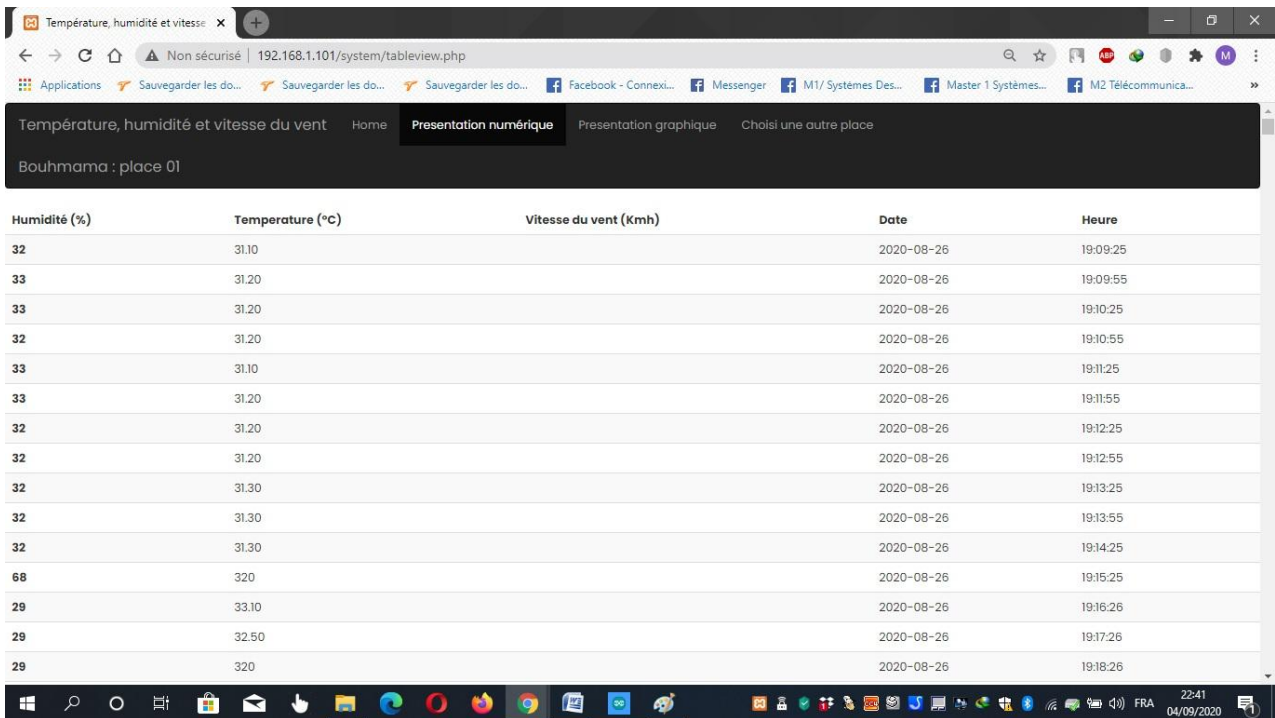 Température, humidité et vitesse
Non sécurisé | 192.168.1.101/system/tableview.php
ABP
M
Applications Sauvegarder les do... Sauvegarder les do... Sauvegarder les do... Facebook - Connexi... Messenger M1/ Systèmes Des... Master 1 Systèmes... M2 Télécommunica... »
Température, humidité et vitesse du vent Home Presentation numérique Presentation graphique Choisi une autre place
Bouhmama : place 01
Humidité (%) Temperature (°C) Vitesse du vent (Kmh) Date Heure
32 31.10 2020-08-26 19:09:25
33 31.20 2020-08-26 19:09:55
33 31.20 2020-08-26 19:10:25
32 31.20 2020-08-26 19:10:55
33 31.10 2020-08-26 19:11:25
33 31.20 2020-08-26 19:11:55
32 31.20 2020-08-26 19:12:25
32 31.20 2020-08-26 19:12:55
32 31.30 2020-08-26 19:13:25
32 31.30 2020-08-26 19:13:55
32 31.30 2020-08-26 19:14:25
68 320 2020-08-26 19:15:25
29 33.10 2020-08-26 19:16:26
29 32.50 2020-08-26 19:17:26
29 320 2020-08-26 19:18:26
FRA 22:41
04/09/2020